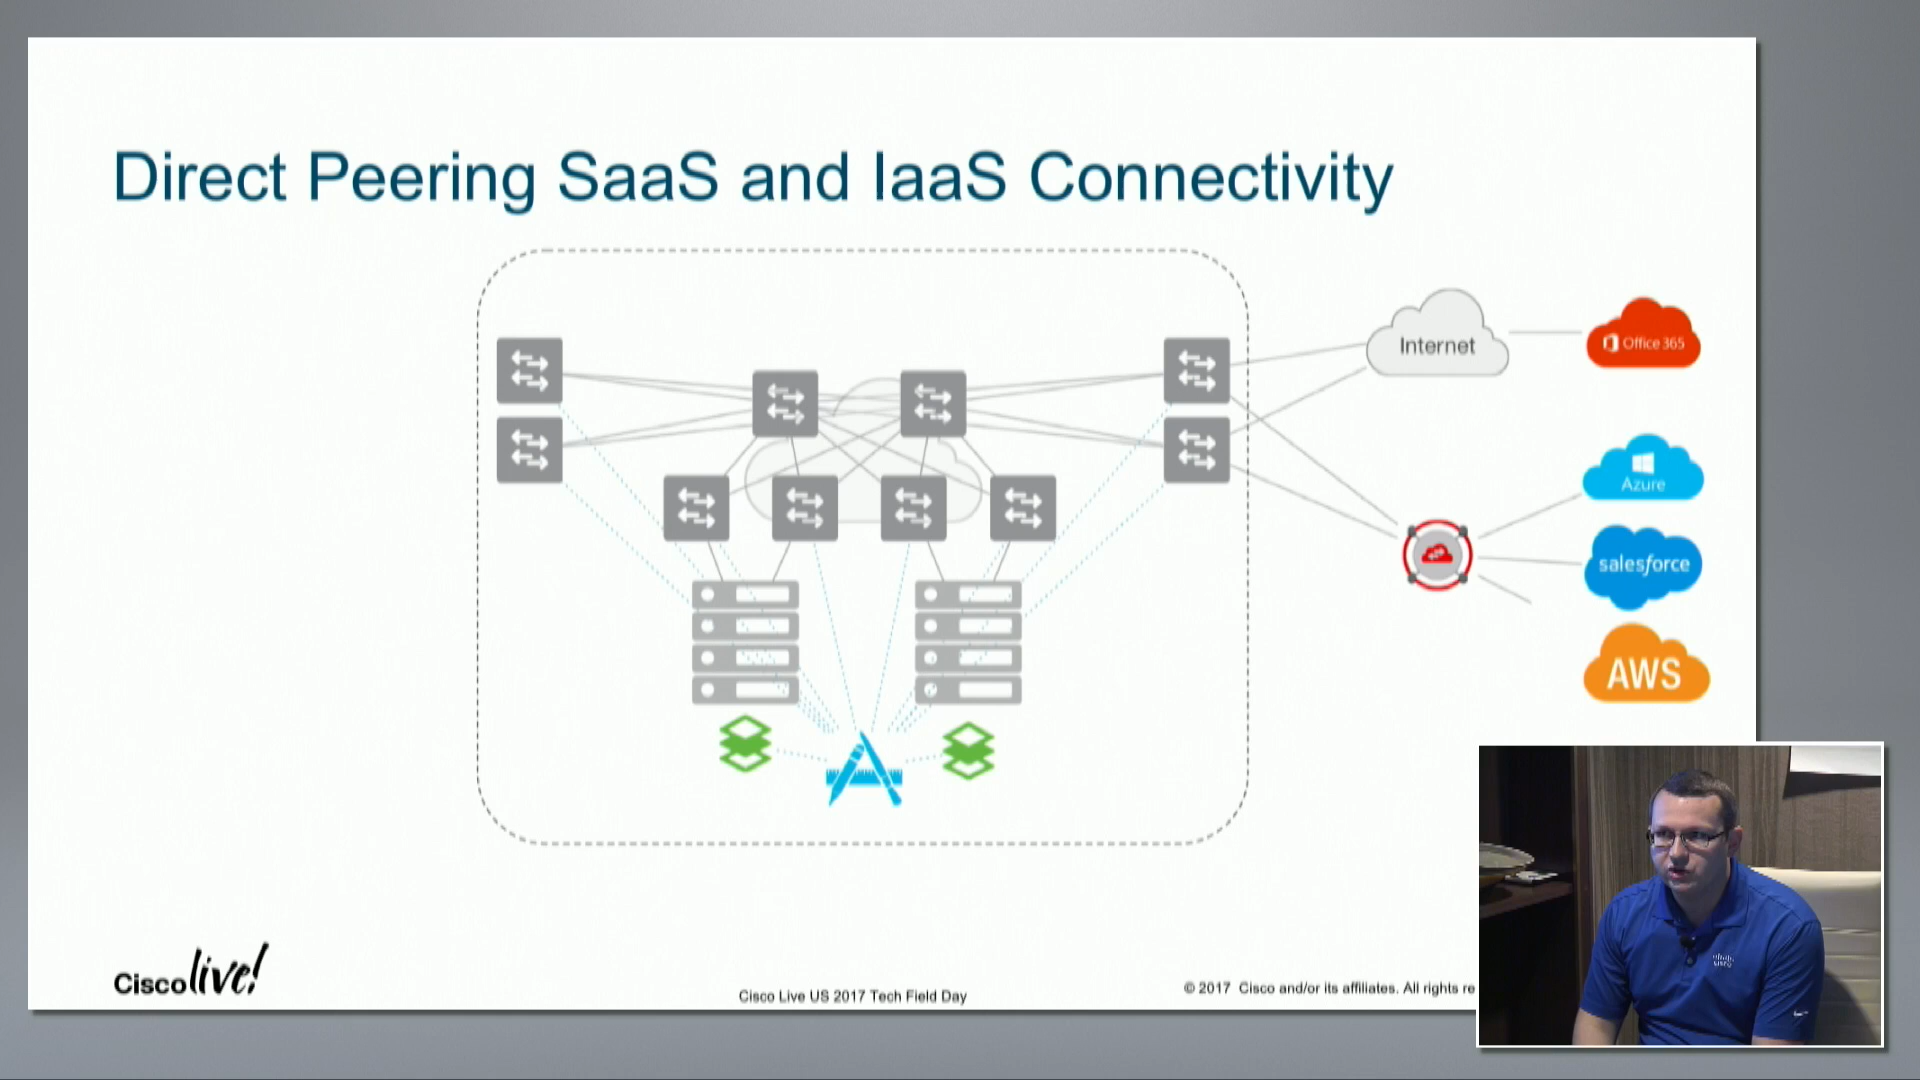 Direct Peering SaaS and IaaS Connectivity
Internet
Office 365
Azure
salesforce
AWS
Cisco live!
Cisco Live US 2017 Tech Field Day
© 2017 Cisco and/or its affiliates. All rights re
cisco